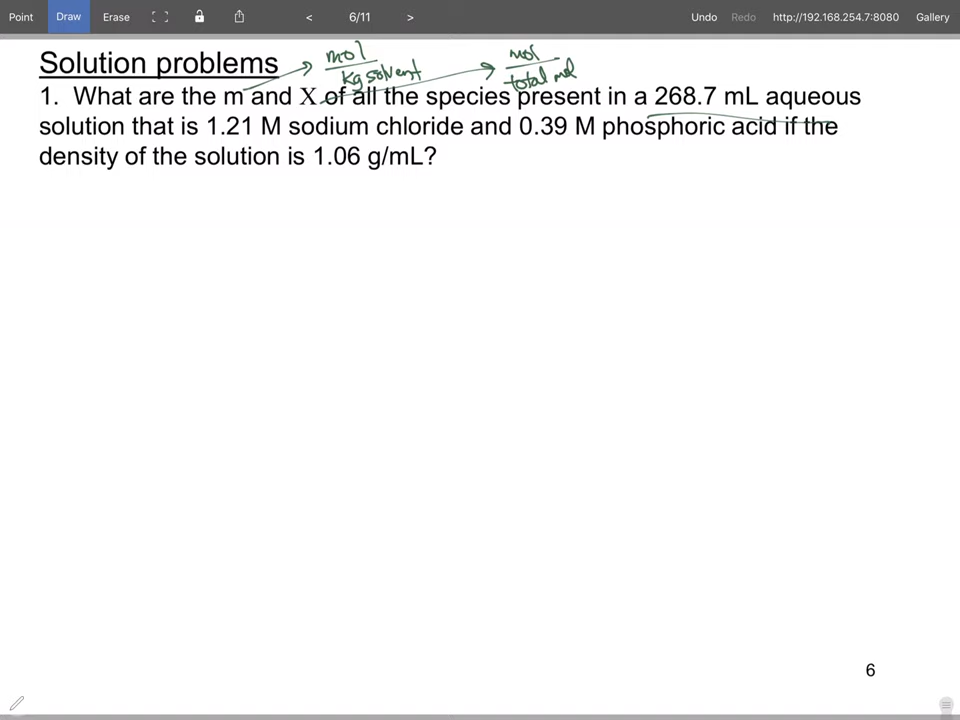 Point Draw Erase < 6/11 > Undo Redo http://192.168.254.7:8080 Gallery
Solution problems
mol
kg solvent
mol
total mol
1. What are the m and X of all the species present in a 268.7 mL aqueous
solution that is 1.21 M sodium chloride and 0.39 M phosphoric acid if the
density of the solution is 1.06 g/mL?
6